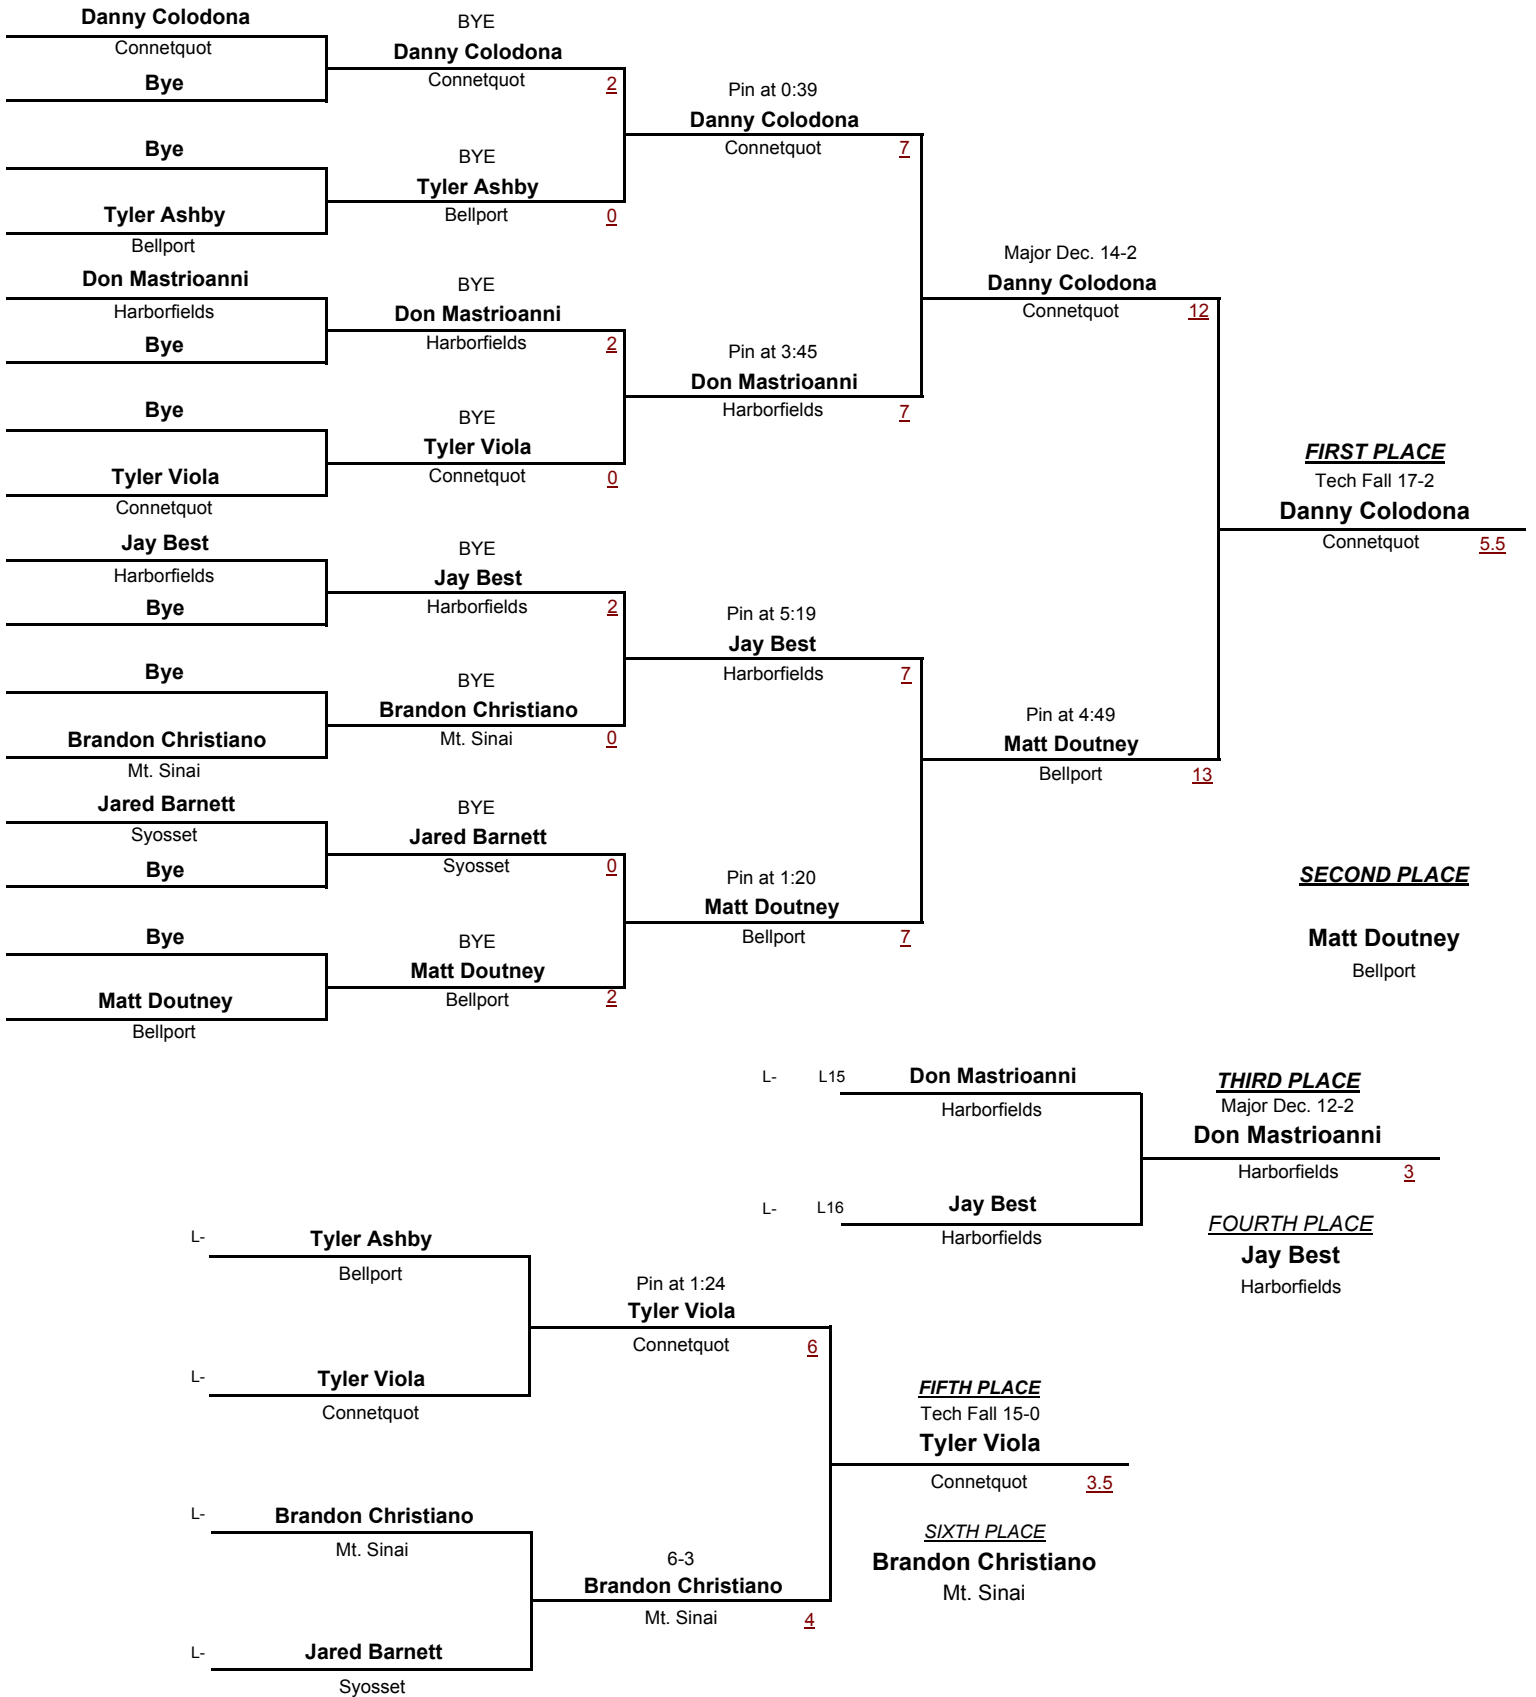 Danny Colodona
Connetquot
Bye
Bye
Tyler Ashby
Bellport
Don Mastrioanni
Harborfields
Bye
Bye
Tyler Viola
Connetquot
Jay Best
Harborfields
Bye
Bye
Brandon Christiano
Mt. Sinai
Jared Barnett
Syosset
Bye
Bye
Matt Doutney
Bellport
BYE
Danny Colodona
Connetquot 2
BYE
Tyler Ashby
Bellport 0
BYE
Don Mastrioanni
Harborfields 2
BYE
Tyler Viola
Connetquot 0
BYE
Jay Best
Harborfields 2
BYE
Brandon Christiano
Mt. Sinai 0
BYE
Jared Barnett
Syosset 0
BYE
Matt Doutney
Bellport 2
Pin at 0:39
Danny Colodona
Connetquot 7
Pin at 3:45
Don Mastrioanni
Harborfields 7
Pin at 5:19
Jay Best
Harborfields 7
Pin at 1:20
Matt Doutney
Bellport 7
Major Dec. 14-2
Danny Colodona
Connetquot 12
Pin at 4:49
Matt Doutney
Bellport 13
FIRST PLACE
Tech Fall 17-2
Danny Colodona
Connetquot 5.5
SECOND PLACE
Matt Doutney
Bellport
L- L15 Don Mastrioanni
Harborfields
L- L16 Jay Best
Harborfields
THIRD PLACE
Major Dec. 12-2
Don Mastrioanni
Harborfields 3
FOURTH PLACE
Jay Best
Harborfields
L- Tyler Ashby
Bellport
L- Tyler Viola
Connetquot
L- Brandon Christiano
Mt. Sinai
L- Jared Barnett
Syosset
Pin at 1:24
Tyler Viola
Connetquot 6
6-3
Brandon Christiano
Mt. Sinai 4
FIFTH PLACE
Tech Fall 15-0
Tyler Viola
Connetquot 3.5
SIXTH PLACE
Brandon Christiano
Mt. Sinai